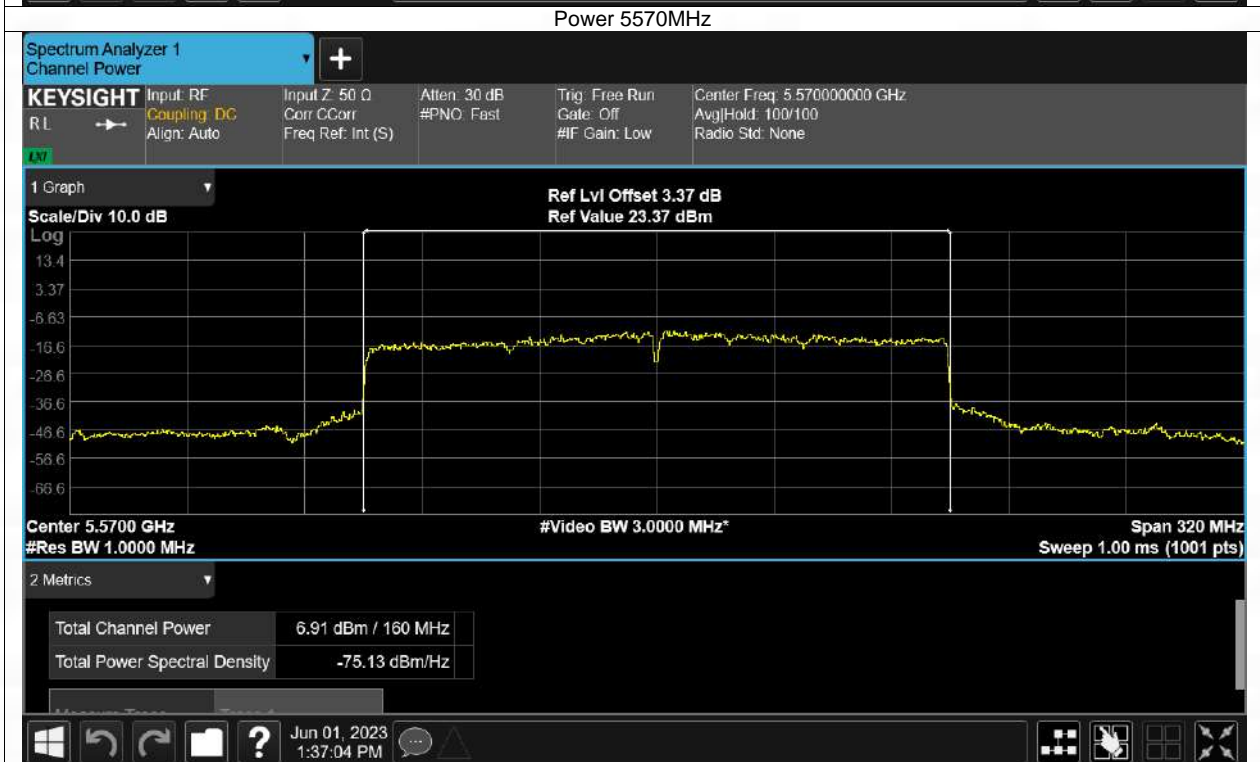 Power 5570MHz
Spectrum Analyzer 1
Channel Power
+
KEYSIGHT Input: RF Input Z: 50 Ω Atten: 30 dB Trig: Free Run Center Freq: 5.570000000 GHz
RL Coupling: DC Corr CCorr #PNO: Fast Gate: Off Avg|Hold: 100/100
Align: Auto Freq Ref: Int (S) #IF Gain: Low Radio Std: None
LXI
1 Graph
Ref Lvl Offset 3.37 dB
Scale/Div 10.0 dB Ref Value 23.37 dBm
Log
13.4
3.37
-6.63
-16.6
-26.6
-36.6
-46.6
-56.6
-66.6
Center 5.5700 GHz #Video BW 3.0000 MHz* Span 320 MHz
#Res BW 1.0000 MHz Sweep 1.00 ms (1001 pts)
2 Metrics
Total Channel Power 6.91 dBm / 160 MHz
Total Power Spectral Density -75.13 dBm/Hz
?
Jun 01, 2023
1:37:04 PM